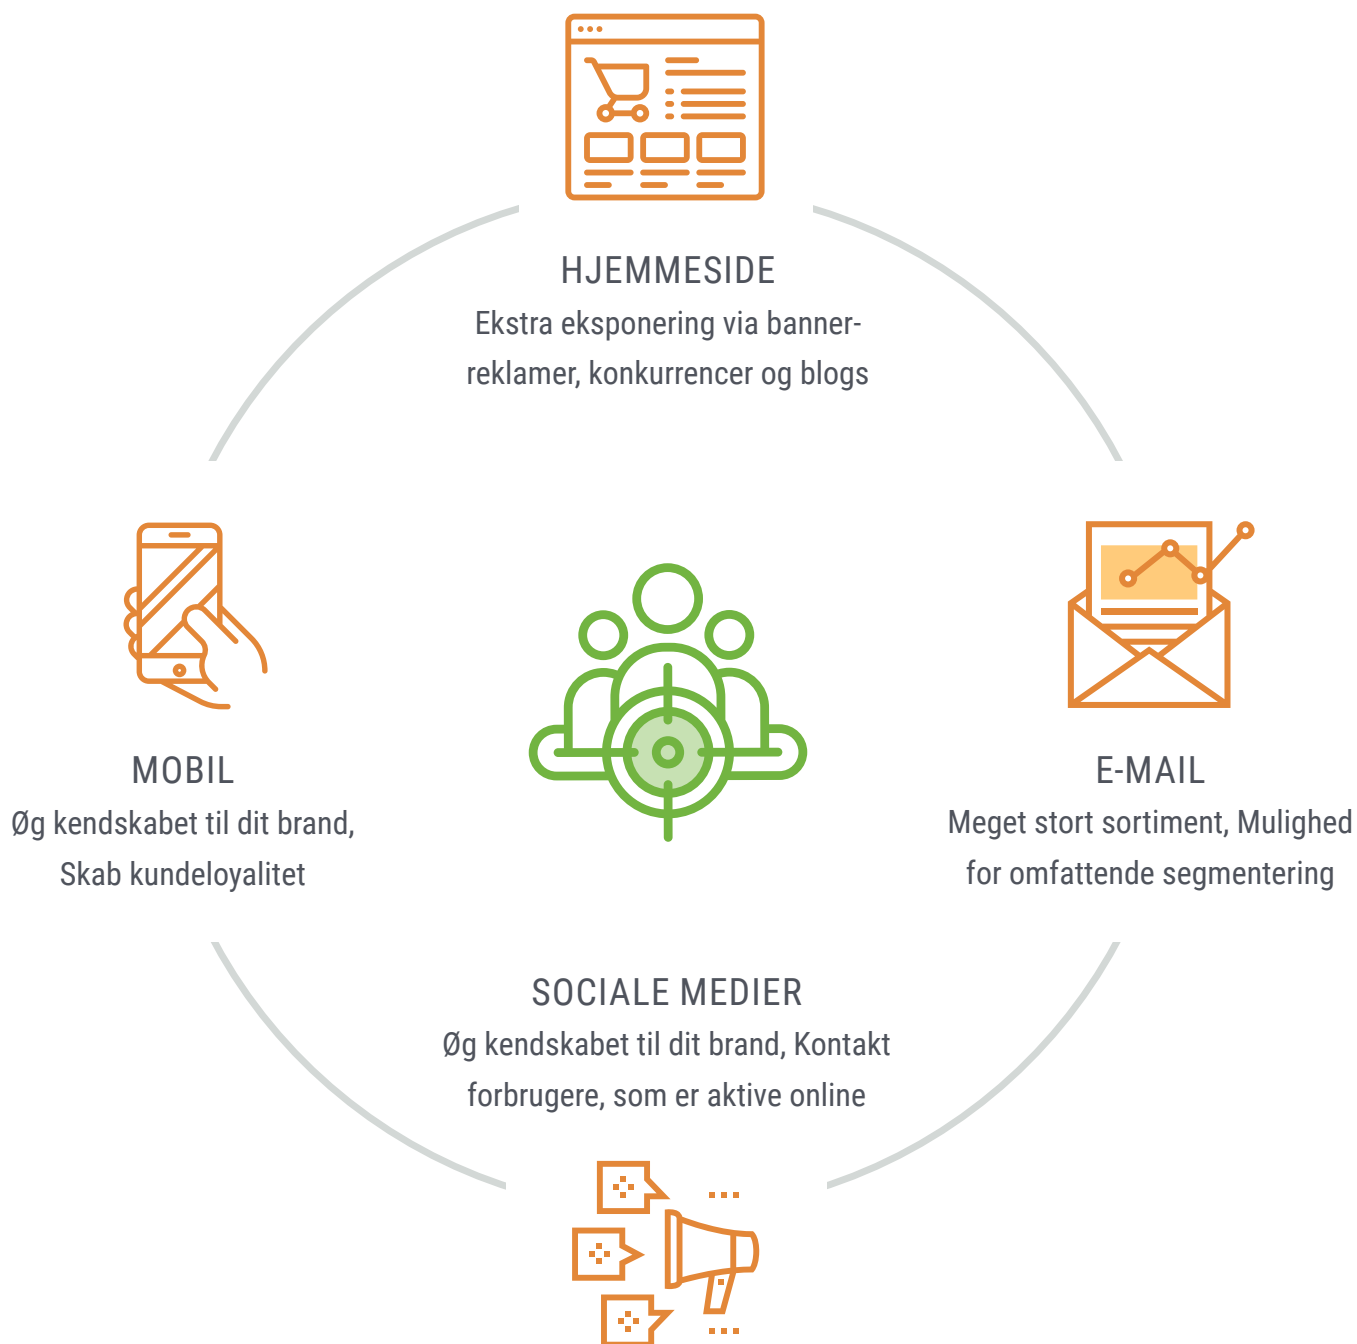 HJEMMESIDE
Ekstra eksponering via banner-
reklamer, konkurrencer og blogs
MOBIL
Øg kendskabet til dit brand,
Skab kundeloyalitet
E-MAIL
Meget stort sortiment, Mulighed
for omfattende segmentering
SOCIALE MEDIER
Øg kendskabet til dit brand, Kontakt
forbrugere, som er aktive online